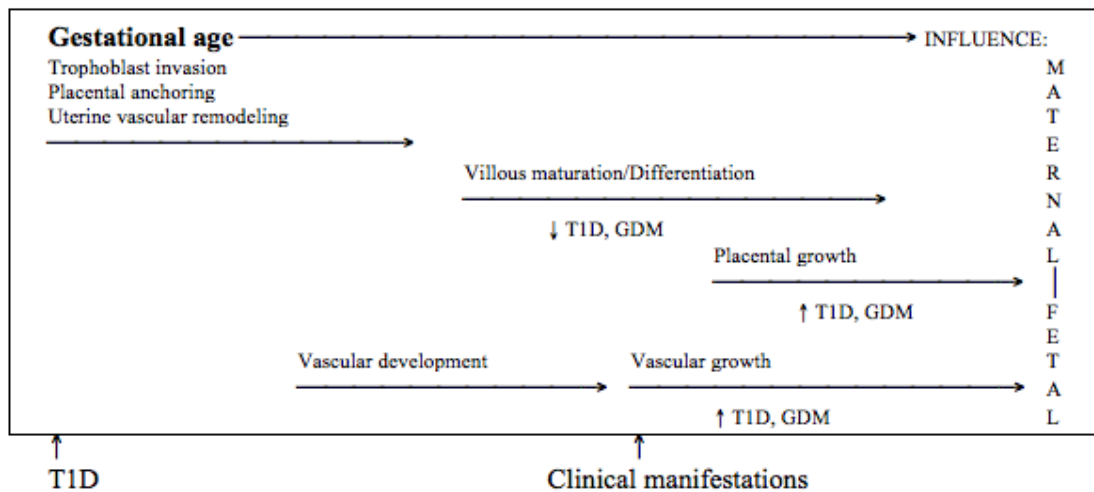 Gestational age INFLUENCE:
Trophoblast invasion
Placental anchoring
Uterine vascular remodeling
Villous maturation/Differentiation
↓ T1D, GDM
Placental growth
↑ T1D, GDM
Vascular development Vascular growth
↑ T1D, GDM
M
A
T
E
R
N
A
L
|
F
E
T
A
L
T1D Clinical manifestations